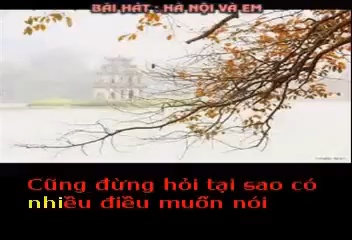 BÀI HÁT - HÀ NỘI VÀ EM
Cũng đừng hỏi tại sao có
nhiều điều muốn nói